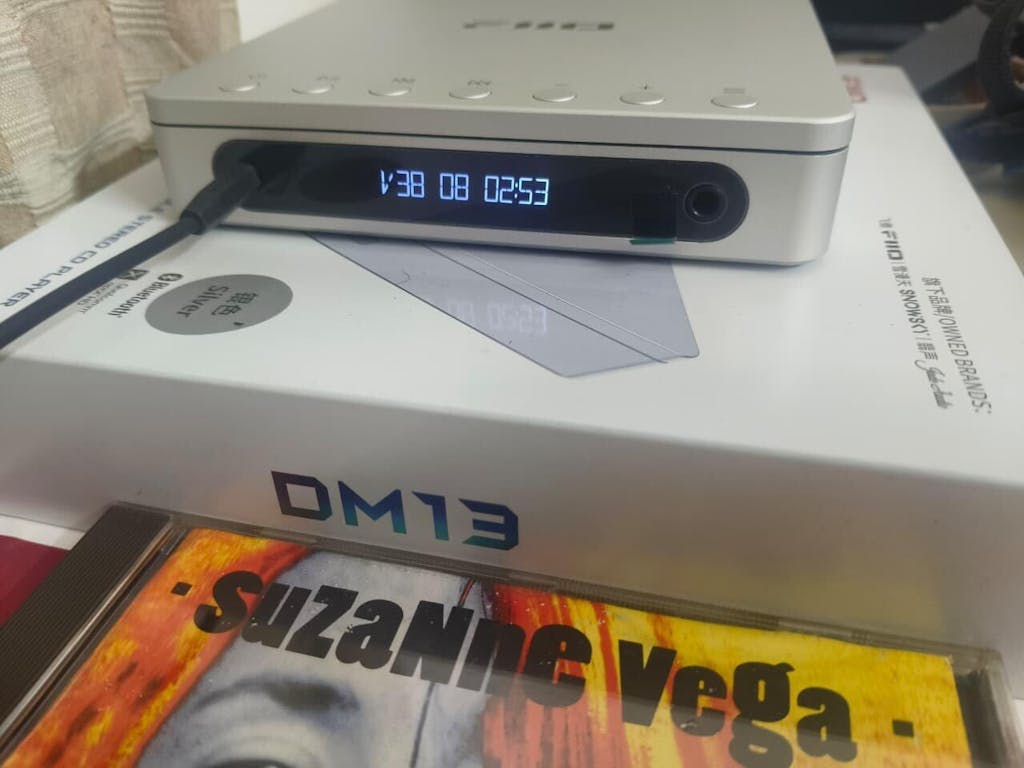 FIIO
V38 08 02:53
STEREO CD PLAYER
Bluetooth
银色
Silver
旗下品牌/OWNED BRANDS:
FIIO | SNOWSKY |
DM13
· SuzaNne Vega ·